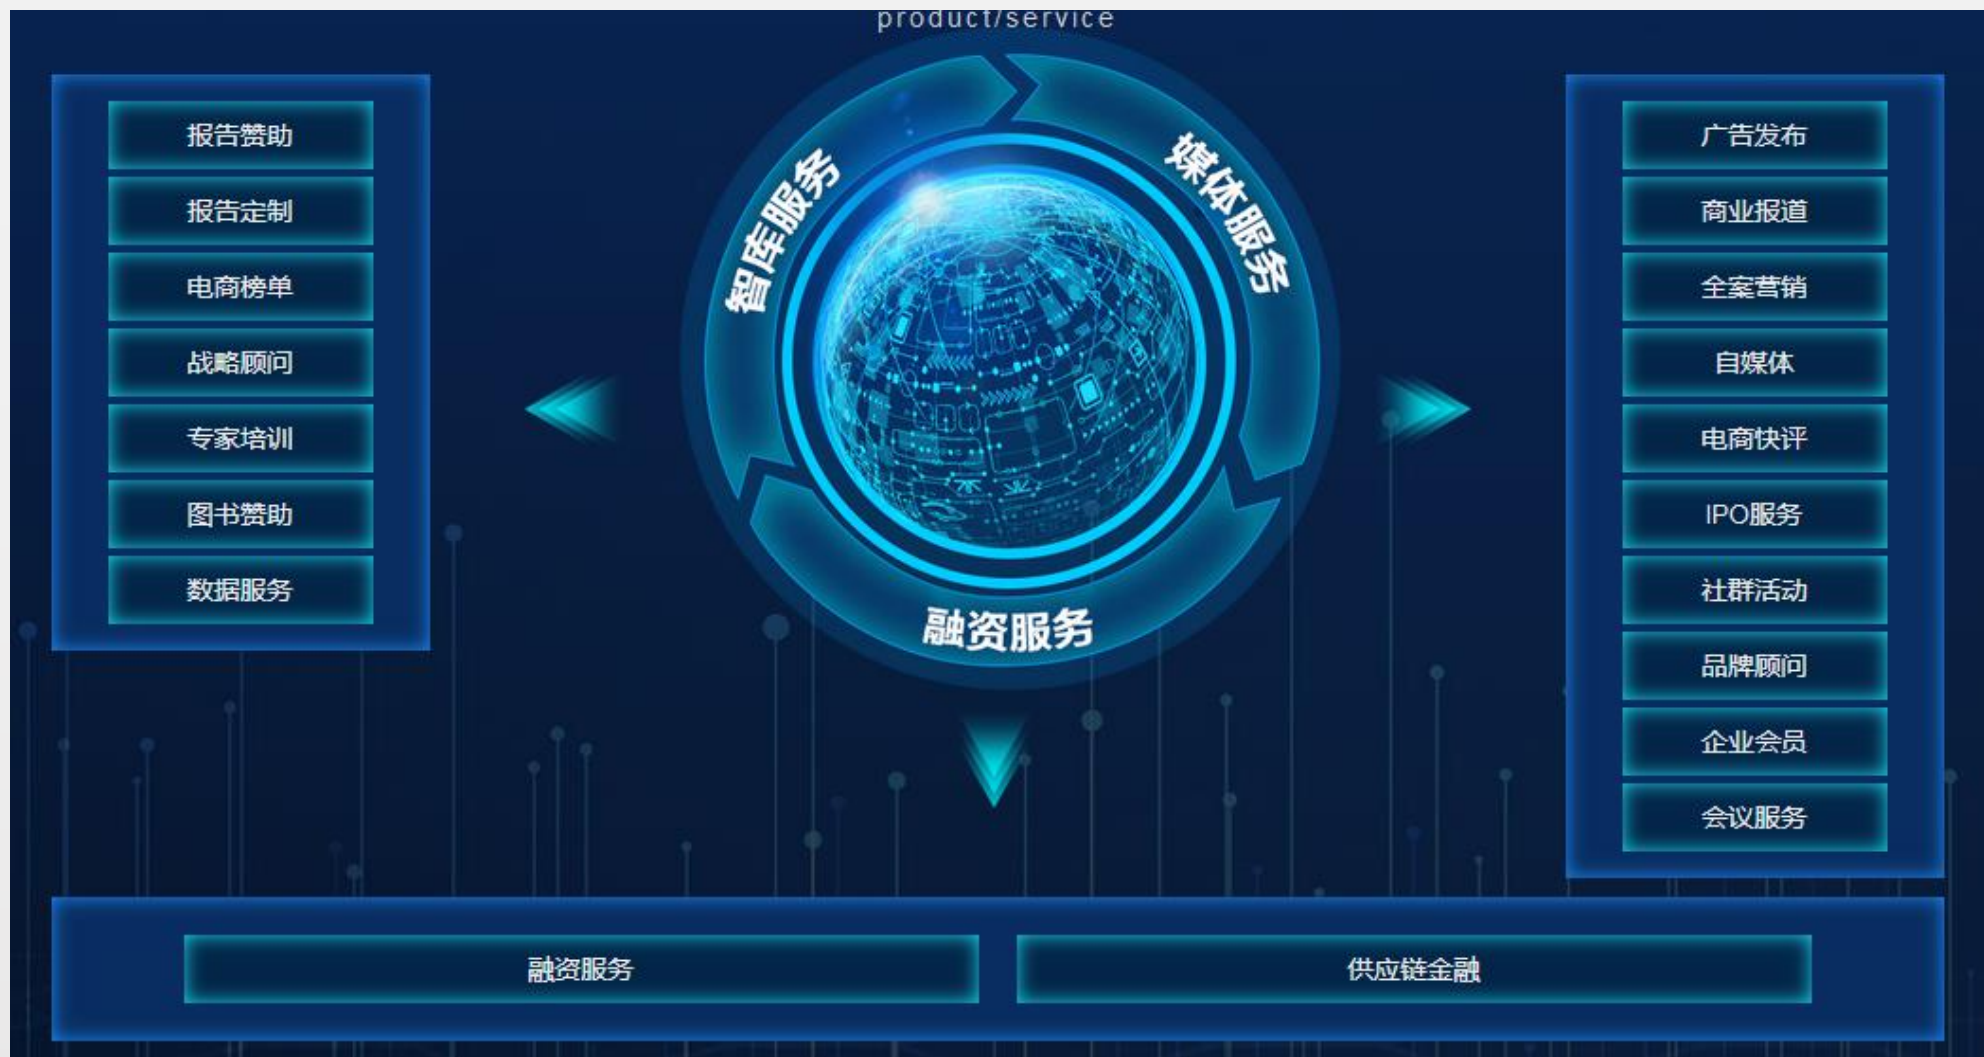 product/service
报告赞助
报告定制
电商榜单
战略顾问
专家培训
图书赞助
数据服务
智库服务
媒体服务
融资服务
广告发布
商业报道
全案营销
自媒体
电商快评
IPO服务
社群活动
品牌顾问
企业会员
会议服务
融资服务
供应链金融